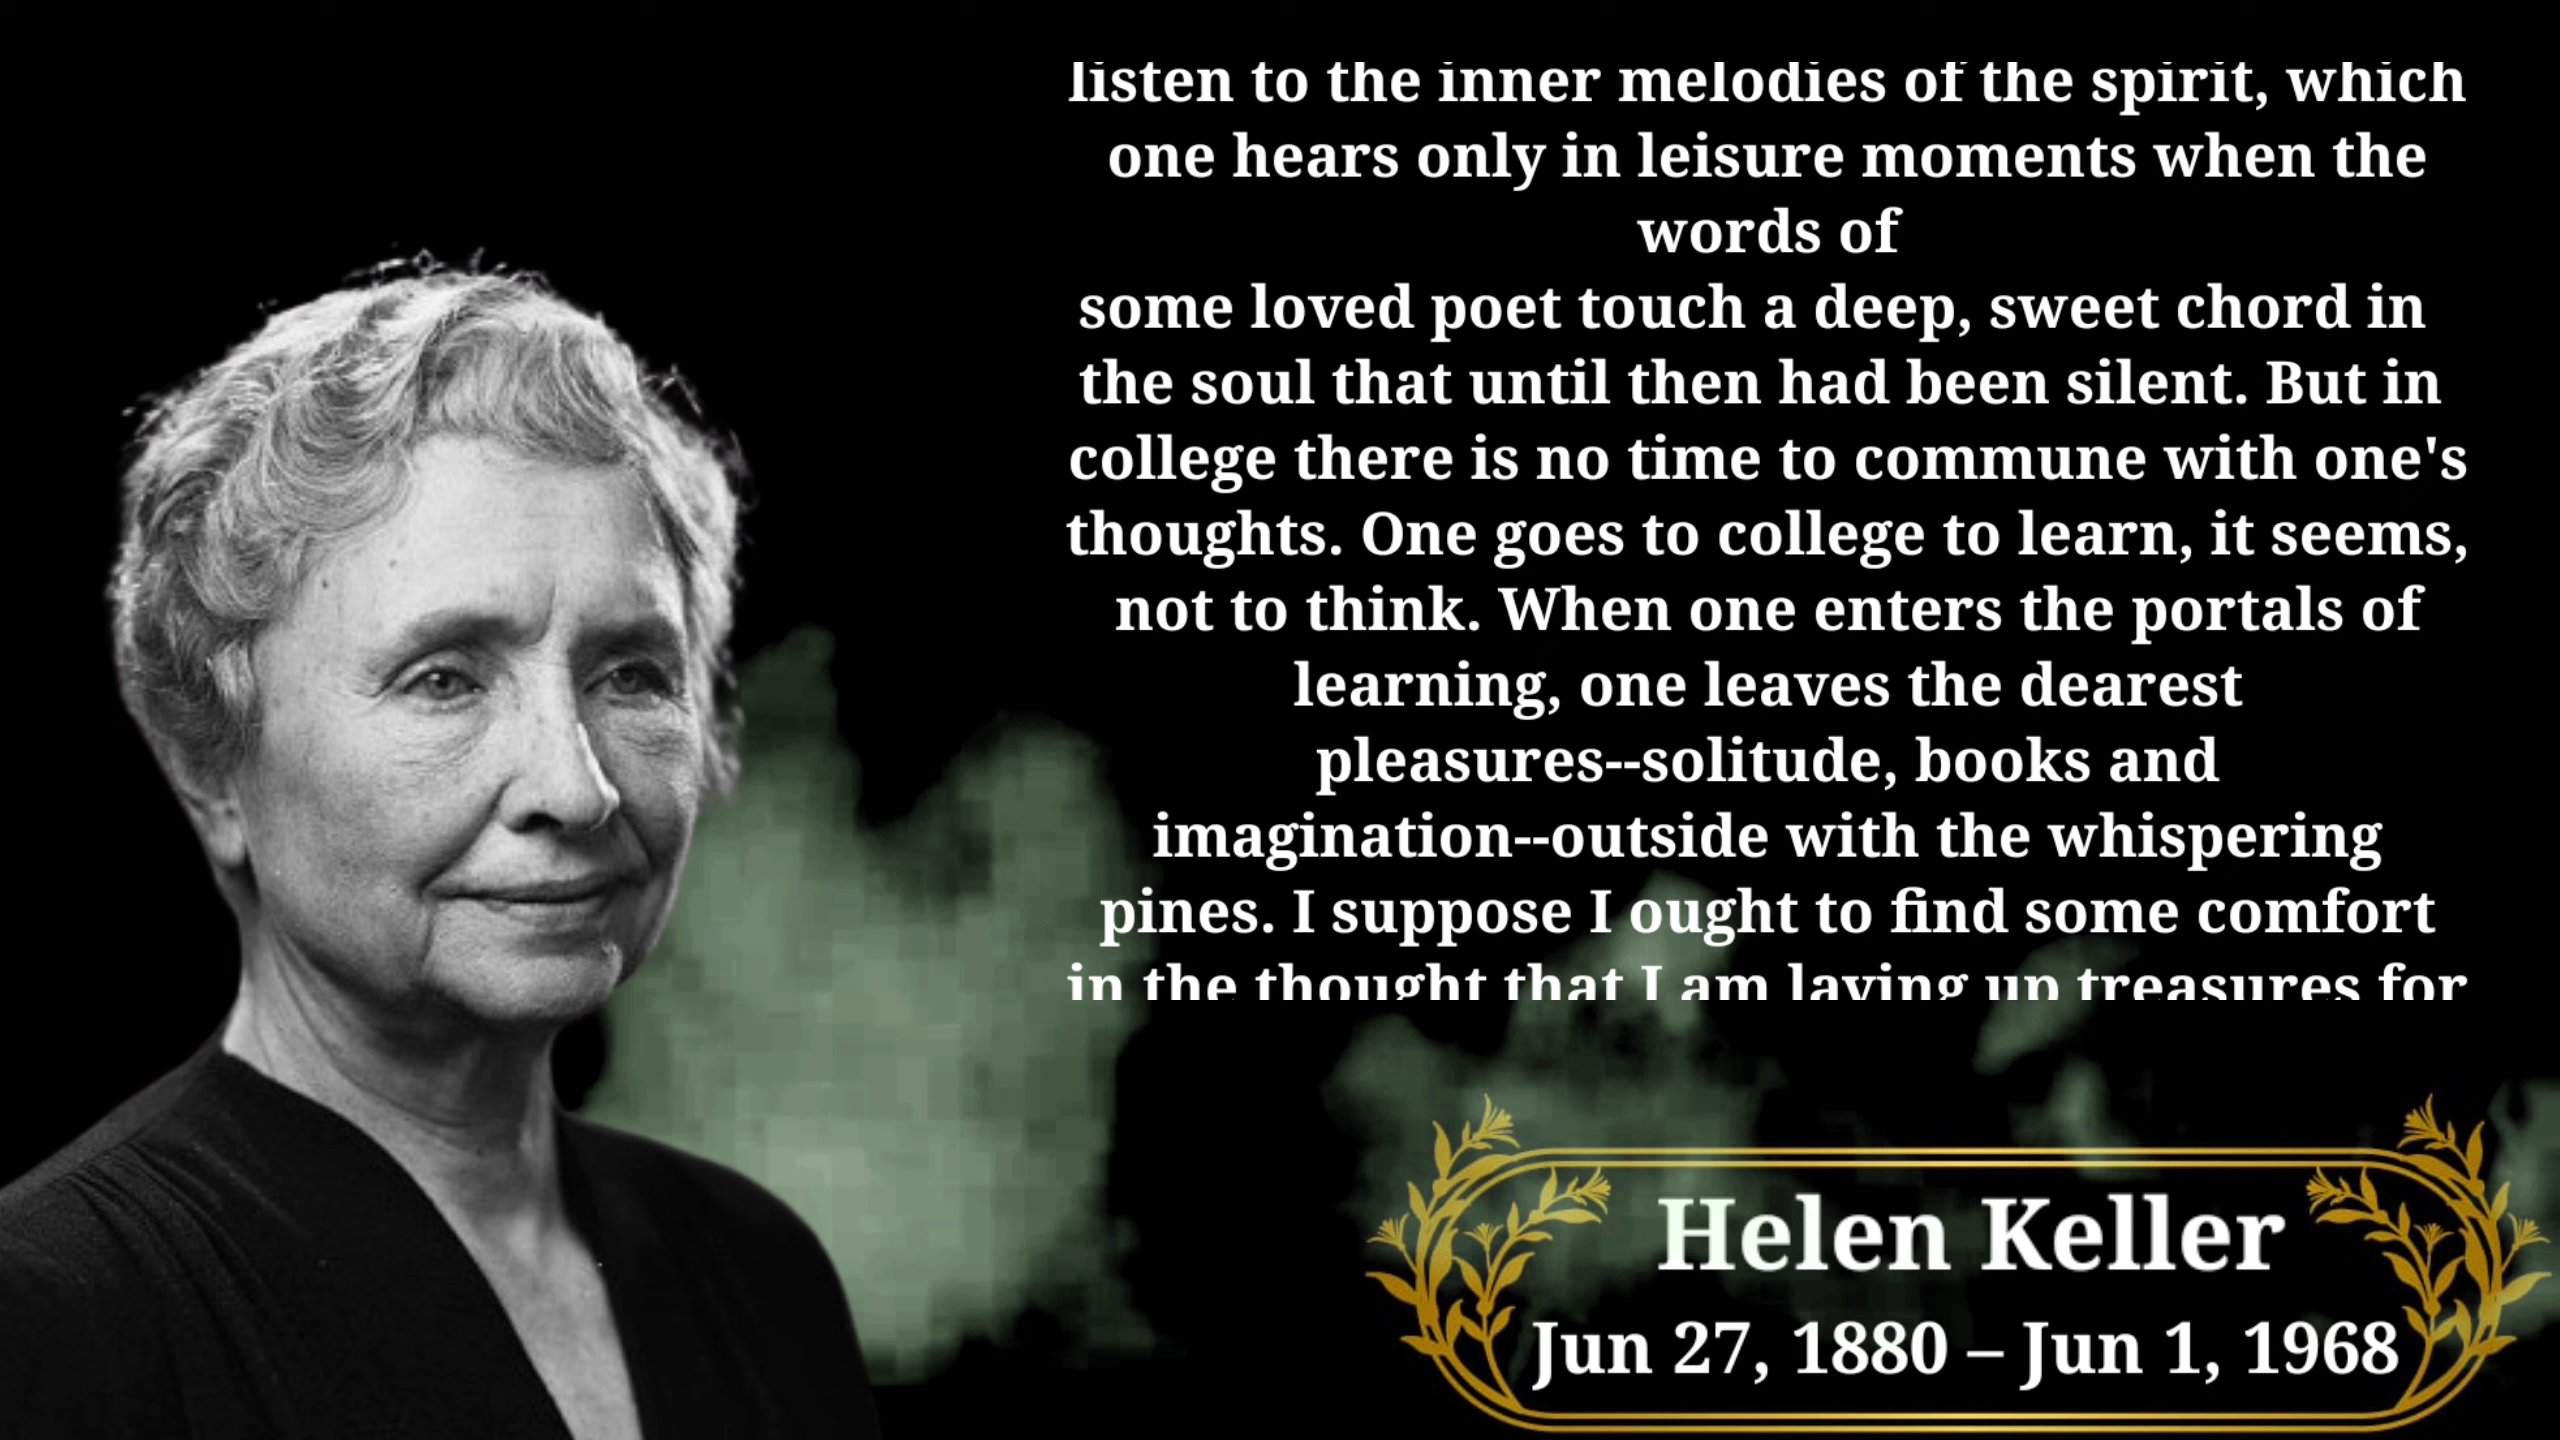 listen to the inner melodies of the spirit, which
one hears only in leisure moments when the
words of
some loved poet touch a deep, sweet chord in
the soul that until then had been silent. But in
college there is no time to commune with one's
thoughts. One goes to college to learn, it seems,
not to think. When one enters the portals of
learning, one leaves the dearest
pleasures--solitude, books and
imagination--outside with the whispering
pines. I suppose I ought to find some comfort
in the thought that I am laying up treasures for
Helen Keller
Jun 27, 1880 – Jun 1, 1968